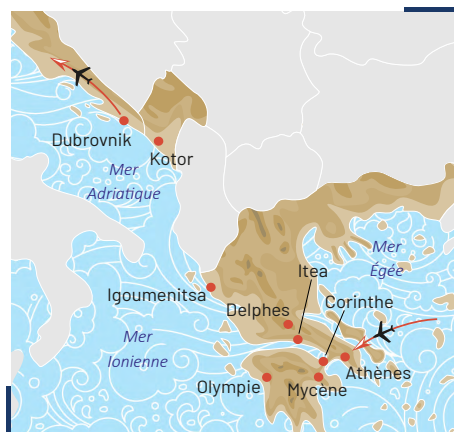 Dubrovnik
Kotor
Mer
Adriatique
Mer
Égée
Itea
Igoumenitsa
Corinthe
Delphes
Mer
Ionienne
Athènes
Olympie
Mycène